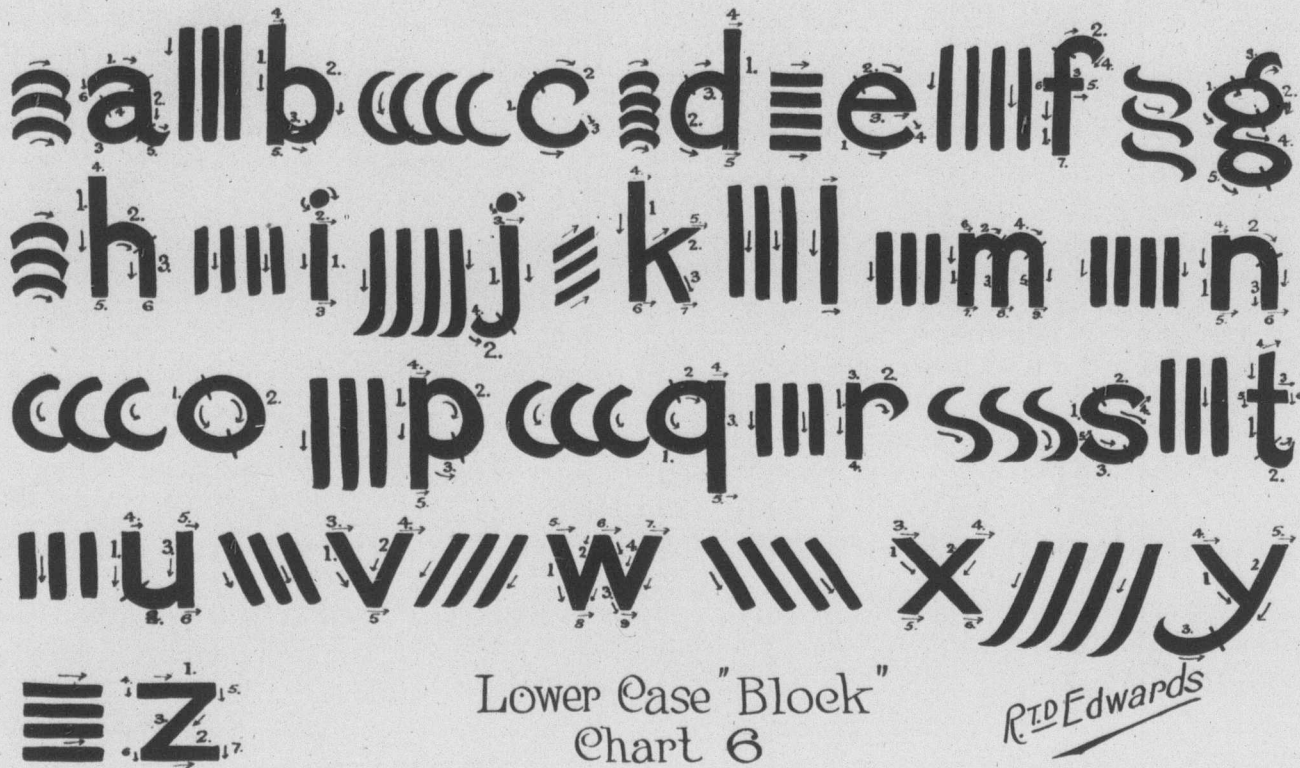 a b c d e f g
h i j k l m n
o p q r s t
u v w x y
z
Lower Case "Block"
Chart 6
R.T.D Edwards